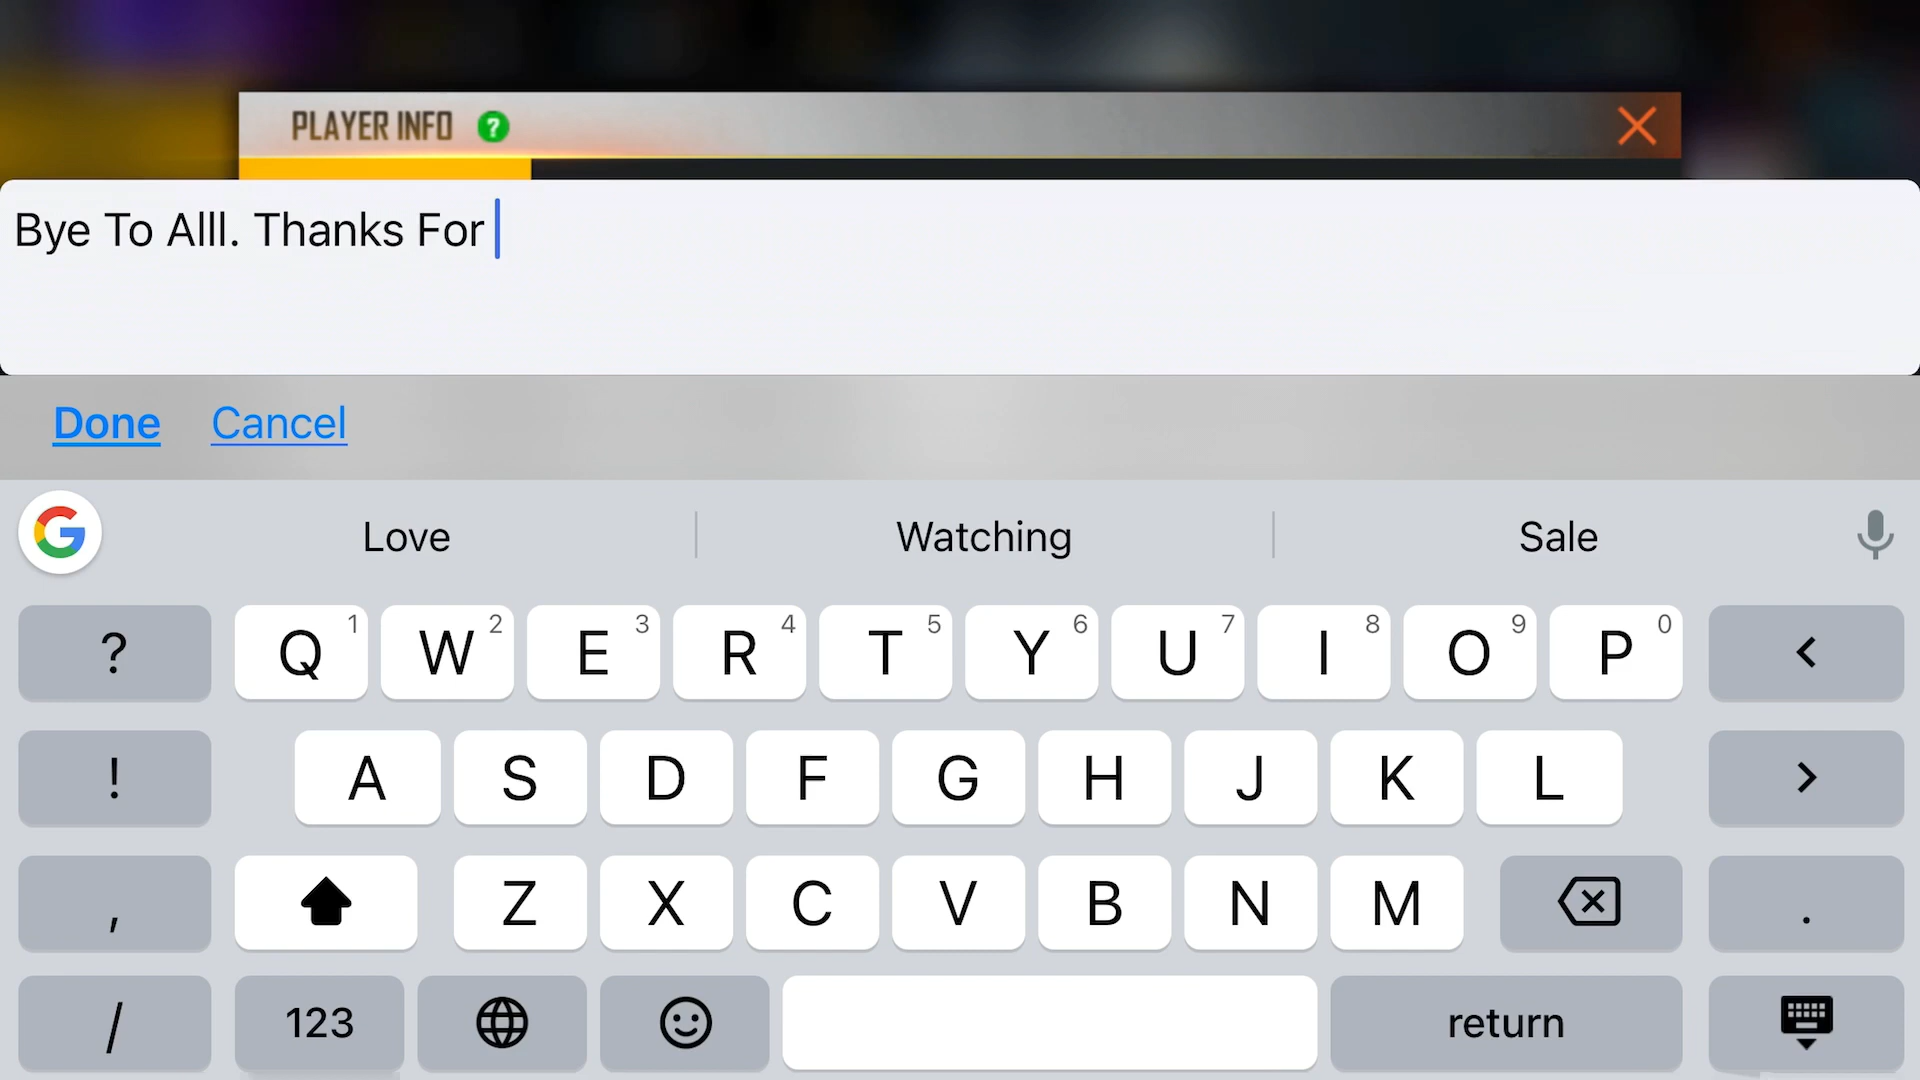 PLAYER INFO ?
Bye To Alll. Thanks For
Done Cancel
G Love Watching Sale
? Q 1 W 2 E 3 R 4 T 5 Y 6 U 7 I 8 O 9 P 0 <
! A S D F G H J K L >
, Z X C V B N M .
/ 123 return